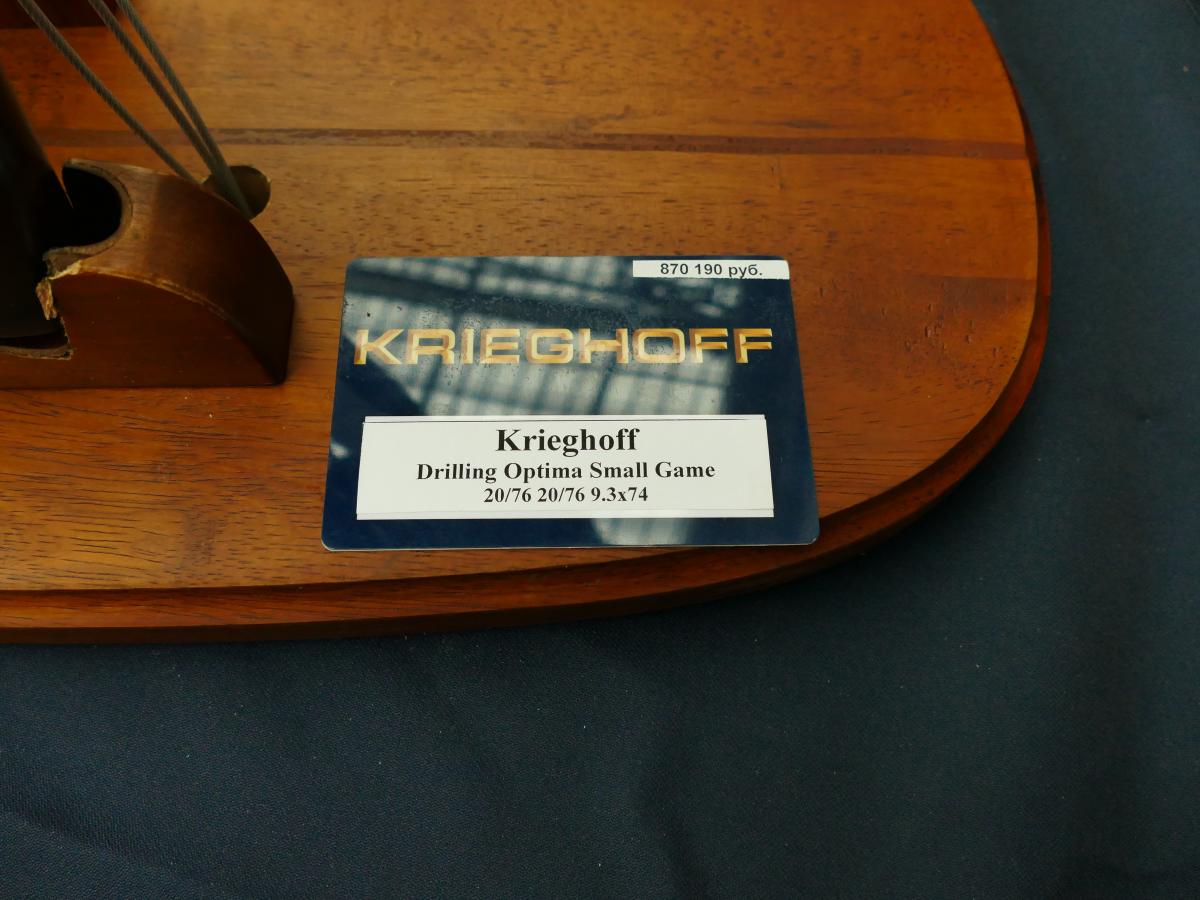 870 190 руб.
KRIEGHOFF
Krieghoff
Drilling Optima Small Game
20/76 20/76 9.3x74